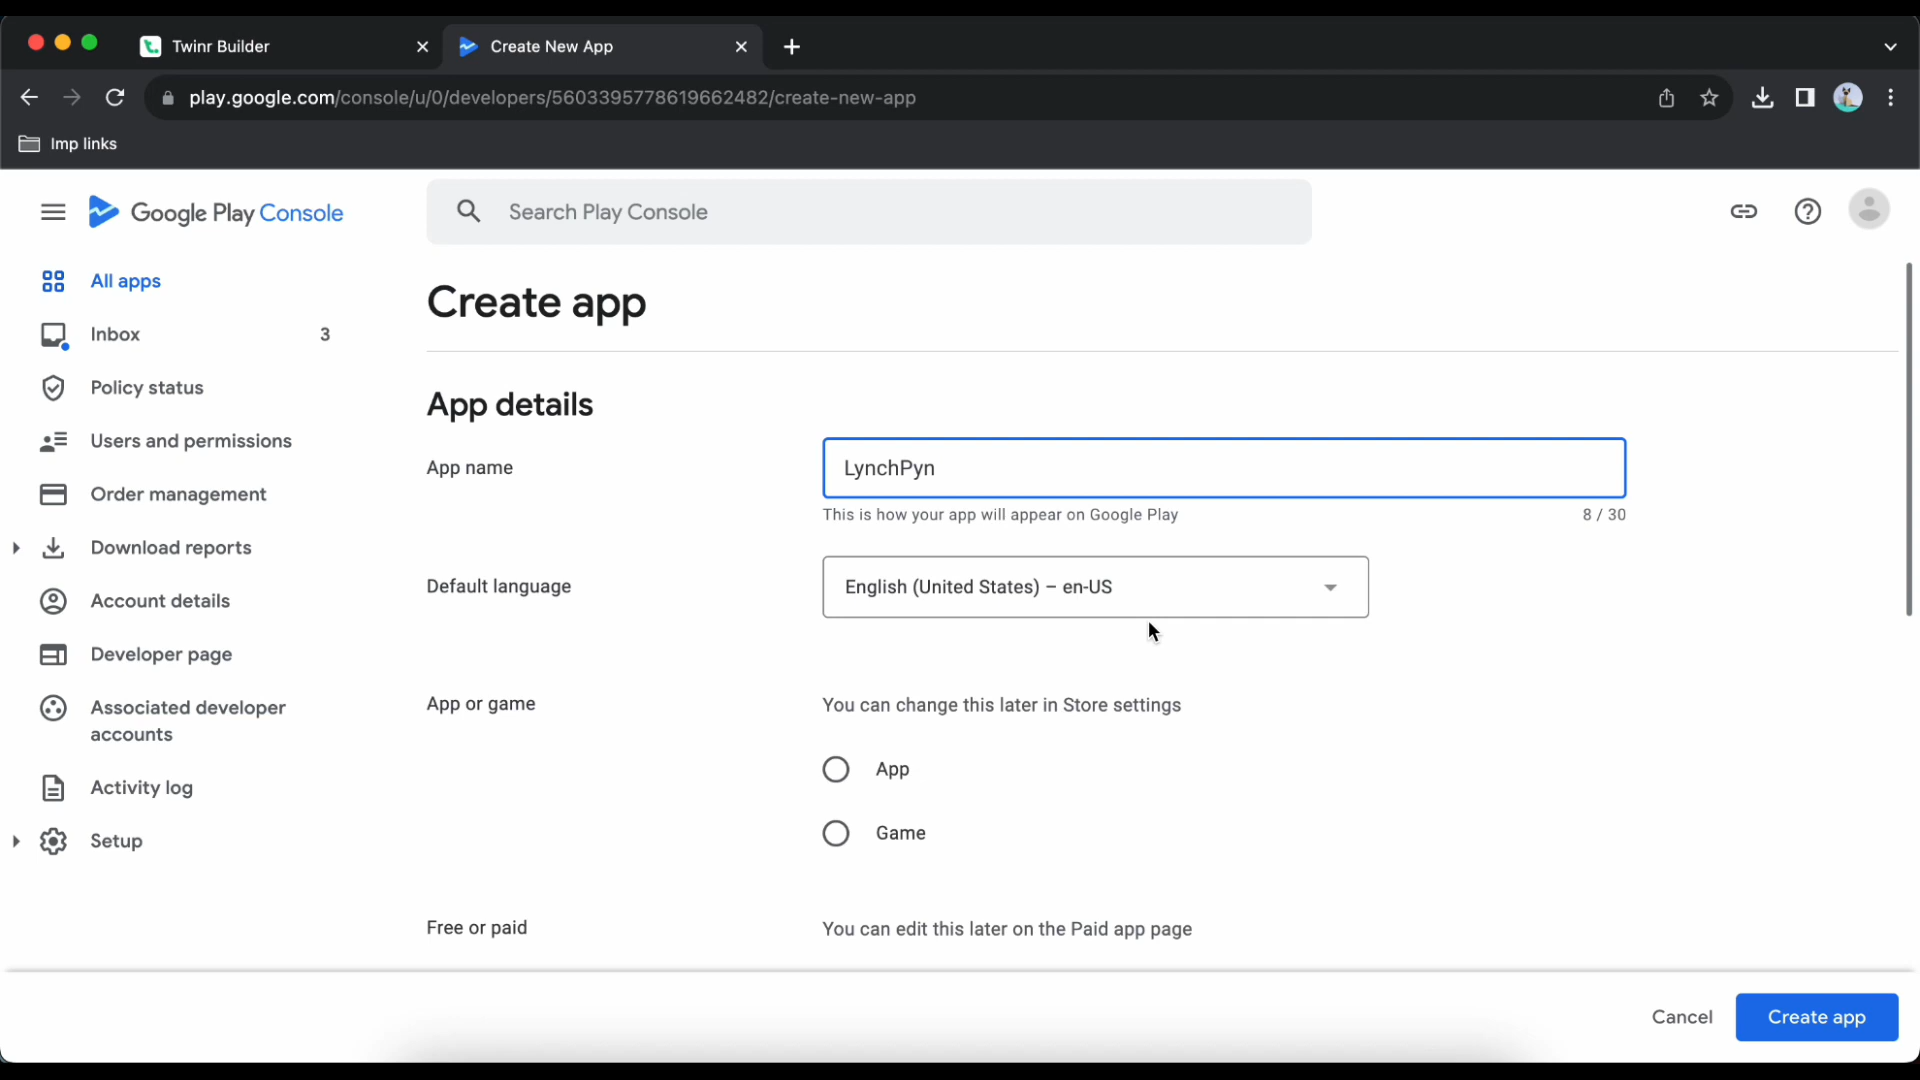 Twinr Builder
Create New App
play.google.com/console/u/0/developers/5603395778619662482/create-new-app
Imp links
Google Play Console
Search Play Console
All apps
Inbox 3
Policy status
Users and permissions
Order management
Download reports
Account details
Developer page
Associated developer
accounts
Activity log
Setup
Create app
App details
App name
LynchPyn
This is how your app will appear on Google Play 8 / 30
Default language
English (United States) – en-US
App or game
You can change this later in Store settings
App
Game
Free or paid
You can edit this later on the Paid app page
Cancel
Create app